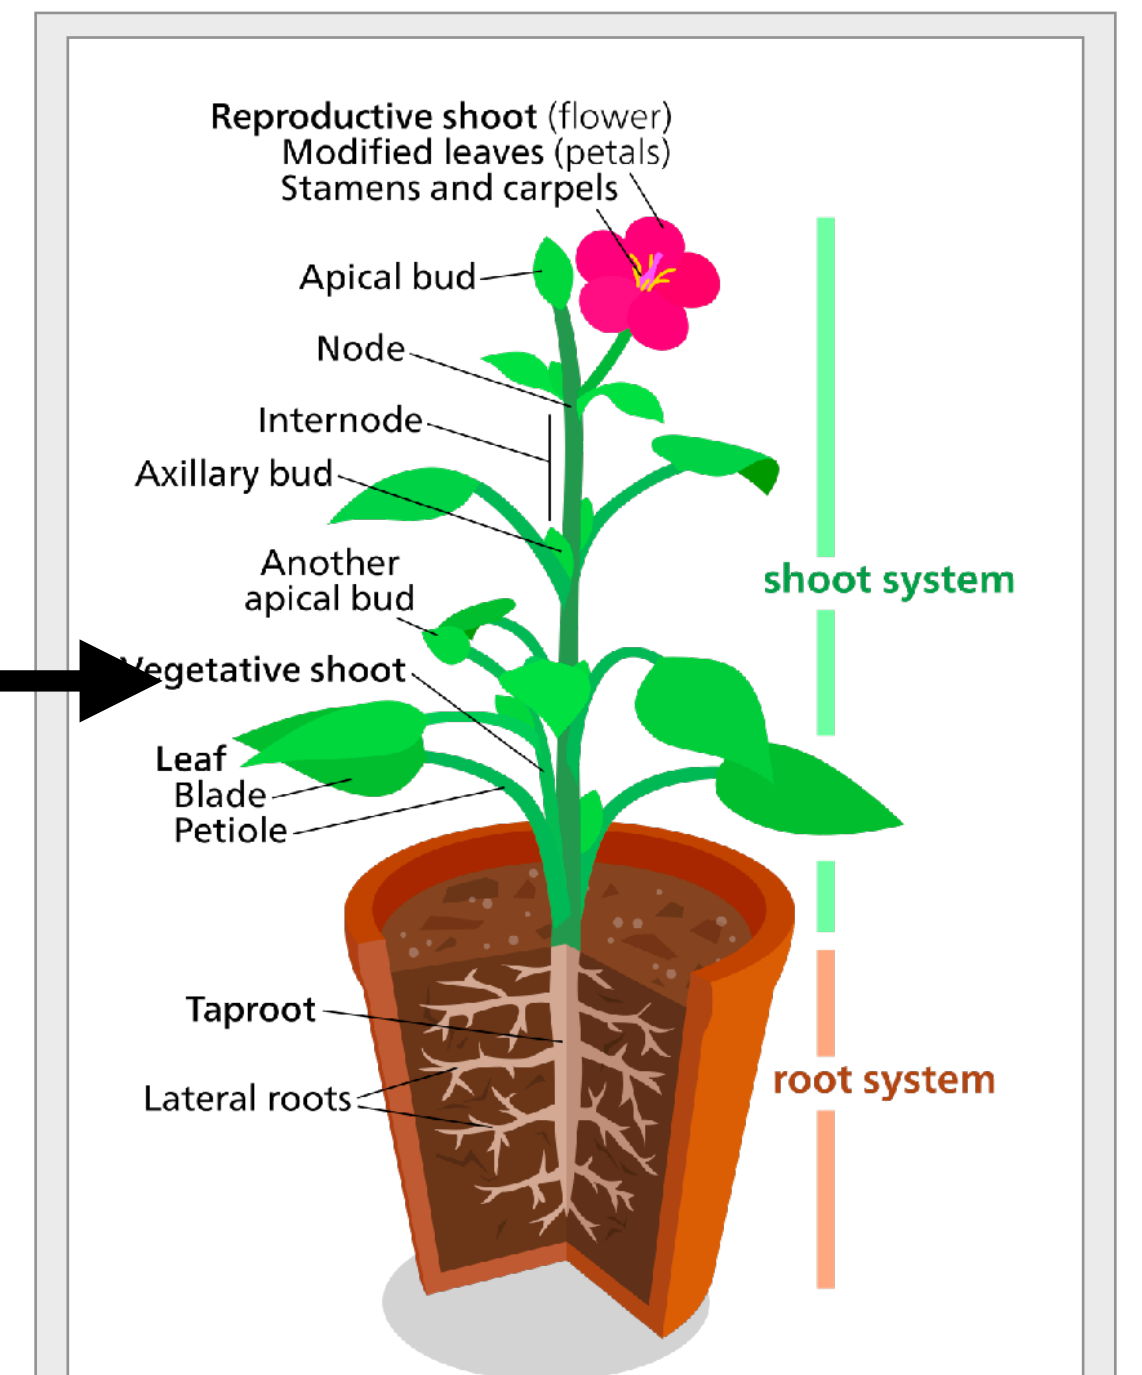 Reproductive shoot (flower)
Modified leaves (petals)
Stamens and carpels
Apical bud
Node
Internode
Axillary bud
Another
apical bud
shoot system
Vegetative shoot
Leaf
Blade
Petiole
Taproot
root system
Lateral roots